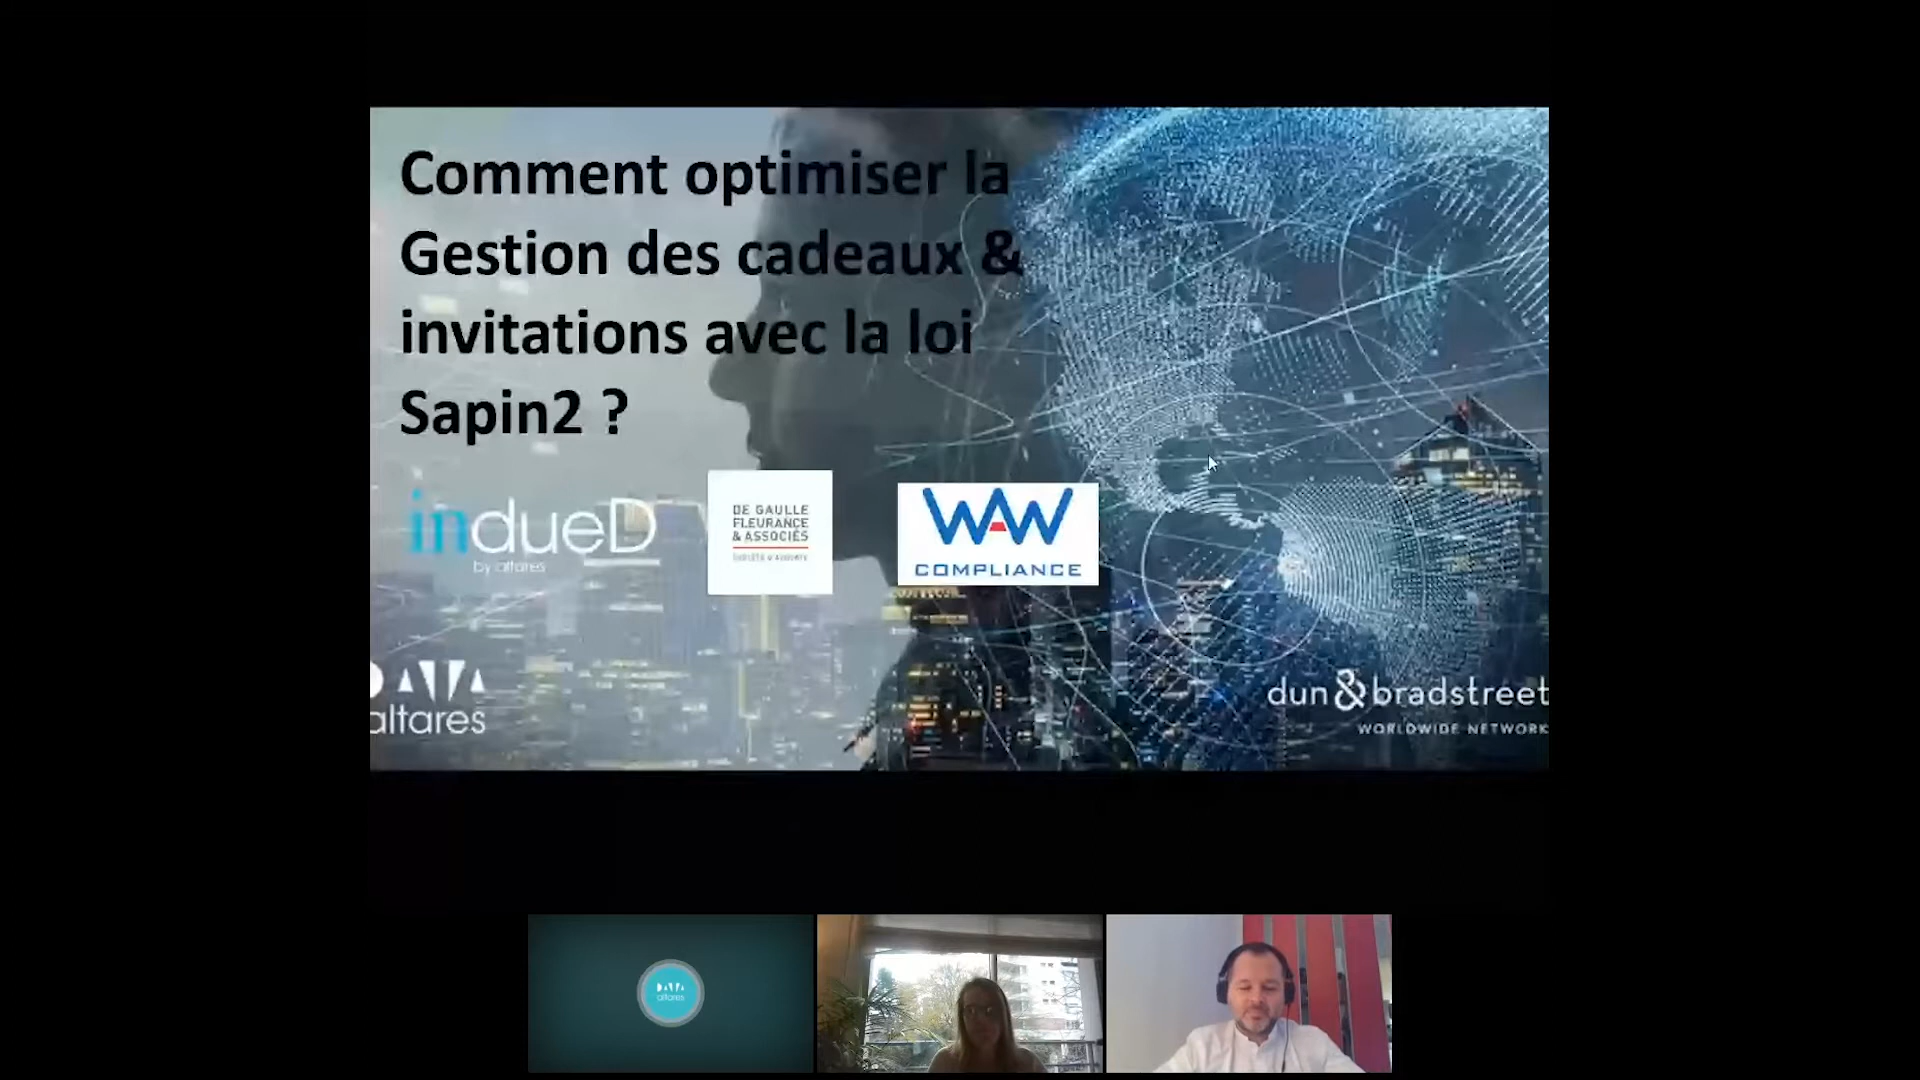 Comment optimiser la
Gestion des cadeaux &
invitations avec la loi
Sapin2 ?
indueD
by altares
DE GAULLE
FLEURANCE
& ASSOCIÉS
WAW
COMPLIANCE
altares
dun & bradstreet
WORLDWIDE NETWORK
DATA
altares